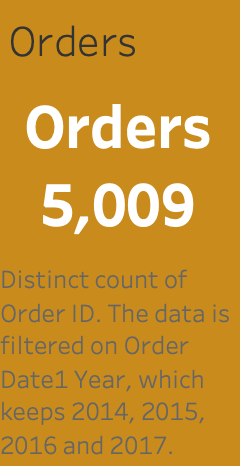 Orders
Orders
5,009
Distinct count of
Order ID. The data is
filtered on Order
Date1 Year, which
keeps 2014, 2015,
2016 and 2017.